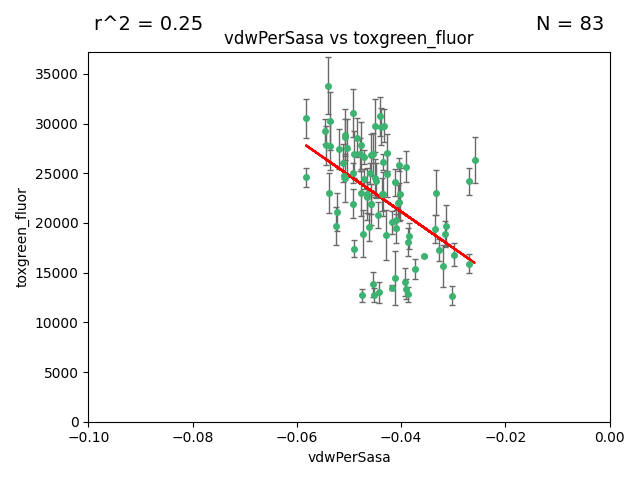 r^2 = 0.25
N = 83
vdwPerSasa vs toxgreen_fluor
toxgreen_fluor
35000
30000
25000
20000
15000
10000
5000
0
−0.10
−0.08
−0.06
−0.04
−0.02
0.00
vdwPerSasa